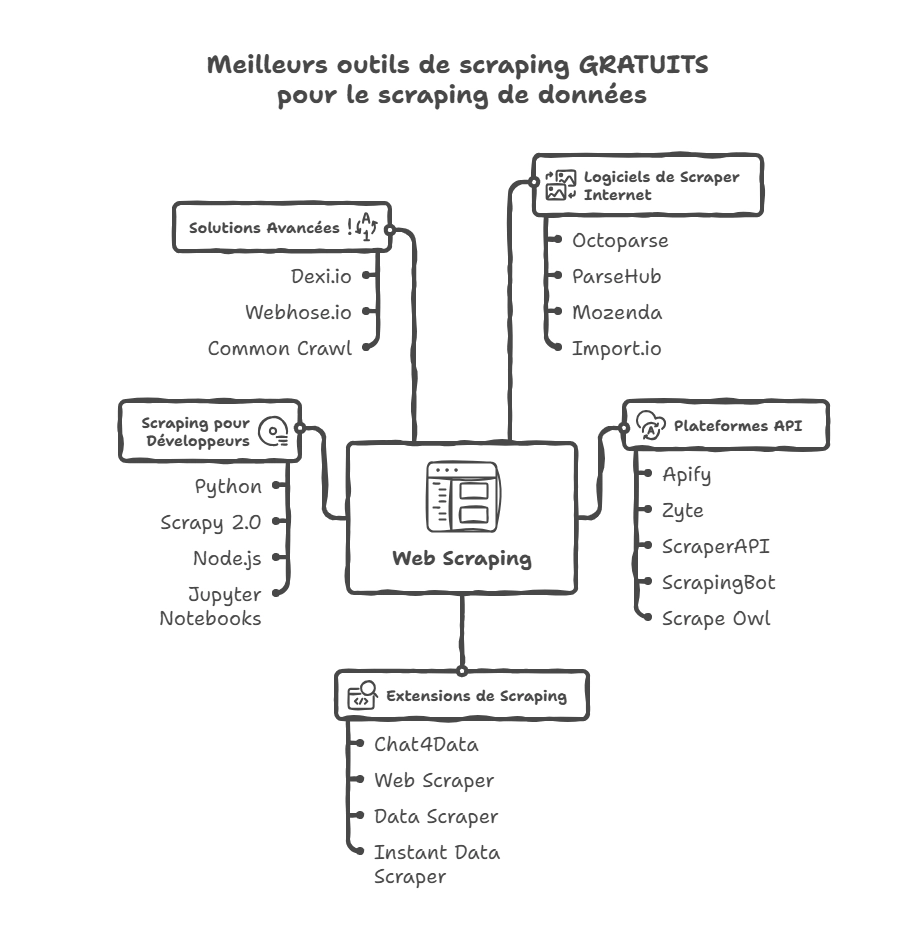 Meilleurs outils de scraping GRATUITS
pour le scraping de données
Solutions Avancées
Dexi.io
Webhose.io
Common Crawl
Logiciels de Scraper
Internet
Octoparse
ParseHub
Mozenda
Import.io
Scraping pour
Développeurs
Python
Scrapy 2.0
Node.js
Jupyter
Notebooks
Web Scraping
Plateformes API
Apify
Zyte
ScraperAPI
ScrapingBot
Scrape Owl
Extensions de Scraping
Chat4Data
Web Scraper
Data Scraper
Instant Data
Scraper